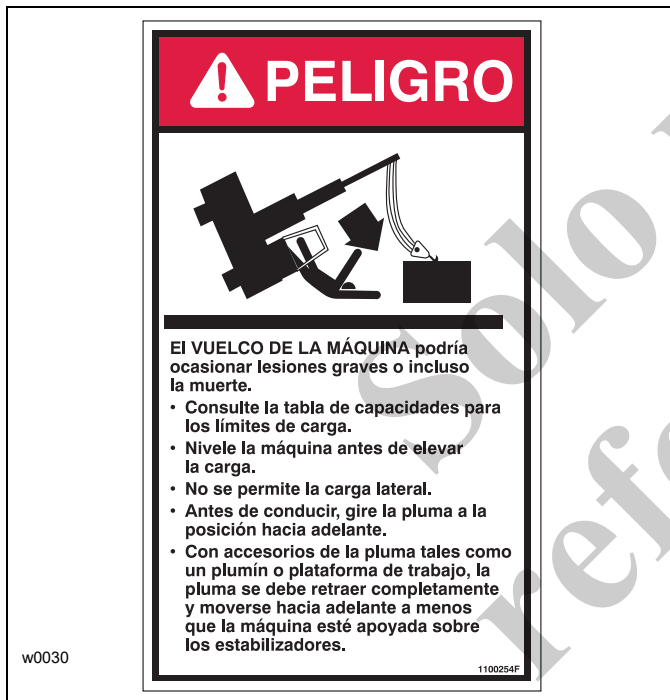 PELIGRO
El VUELCO DE LA MÁQUINA podría
ocasionar lesiones graves o incluso
la muerte.
• Consulte la tabla de capacidades para
los límites de carga.
• Nivele la máquina antes de elevar
la carga.
• No se permite la carga lateral.
• Antes de conducir, gire la pluma a la
posición hacia adelante.
• Con accesorios de la pluma tales como
un plumín o plataforma de trabajo, la
pluma se debe retraer completamente
y moverse hacia adelante a menos
que la máquina esté apoyada sobre
los estabilizadores.
1100254F
w0030
Solo